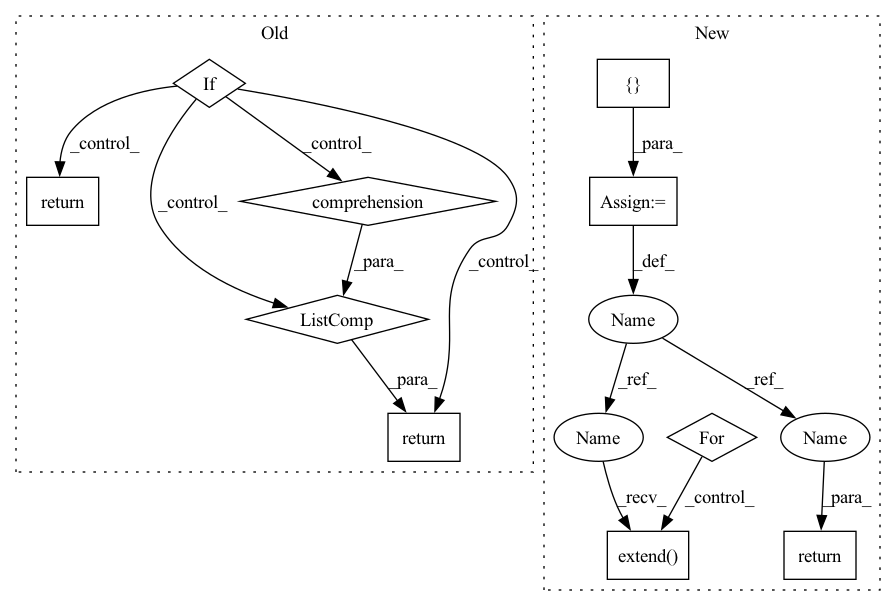 Old
New
If
{}
_control_
_control_
_para_
return
_control_
comprehension
Assign:=
_para_
_control_
_def_
ListComp
Name
_para_
_ref_
_ref_
return
Name
For
Name
_recv_
_control_
_para_
extend()
return